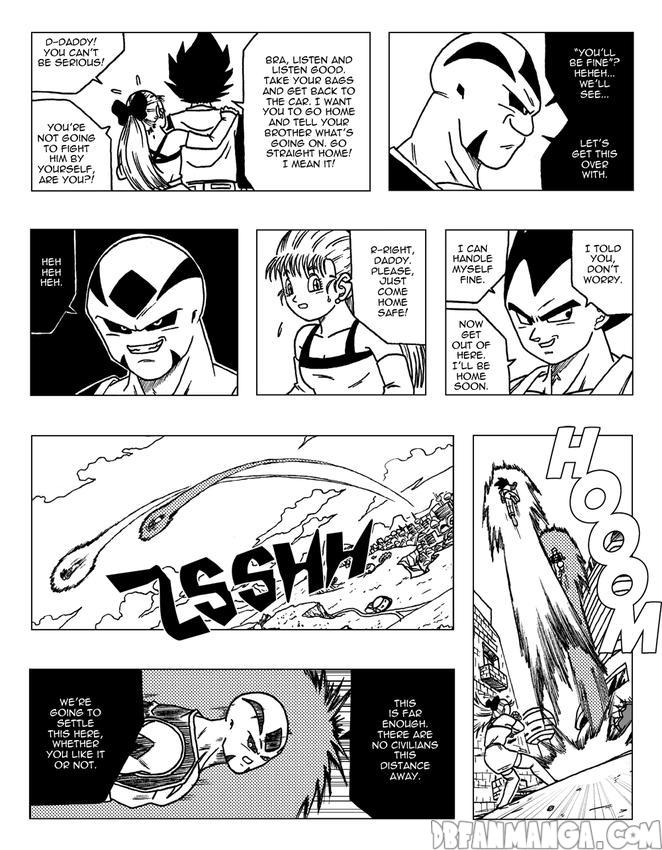 "YOU'LL
BE FINE"?
HEHEH...
WE'LL
SEE...
LET'S
GET THIS
OVER
WITH.
BRA, LISTEN AND
LISTEN GOOD.
TAKE YOUR BAGS
AND GET BACK TO
THE CAR. I WANT
YOU TO GO HOME
AND TELL YOUR
BROTHER WHAT'S
GOING ON. GO
STRAIGHT HOME!
I MEAN IT!
D-DADDY!
YOU CAN'T
BE SERIOUS!
YOU'RE
NOT GOING
TO FIGHT
HIM BY
YOURSELF,
ARE YOU?!
I TOLD
YOU,
DON'T
WORRY.
I CAN
HANDLE
MYSELF
FINE.
NOW
GET
OUT OF
HERE.
I'LL BE
HOME
SOON.
R-RIGHT,
DADDY.
PLEASE,
JUST
COME
HOME
SAFE!
HEH
HEH
HEH.
HOOOM
ZSSHH
THIS
IS FAR
ENOUGH.
THERE ARE
NO CIVILIANS
THIS
DISTANCE
AWAY.
WE'RE
GOING TO
SETTLE
THIS HERE,
WHETHER
YOU LIKE IT
OR NOT.
DBFANMANGA.COM